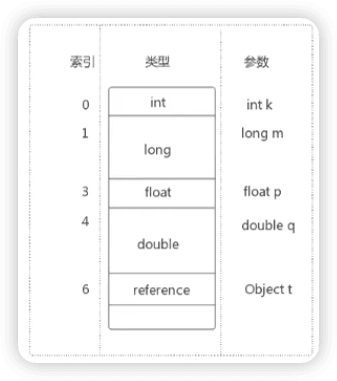 索引 类型 参数
0 int int k
1 long long m
3 float float p
4 double double q
6 reference Object t